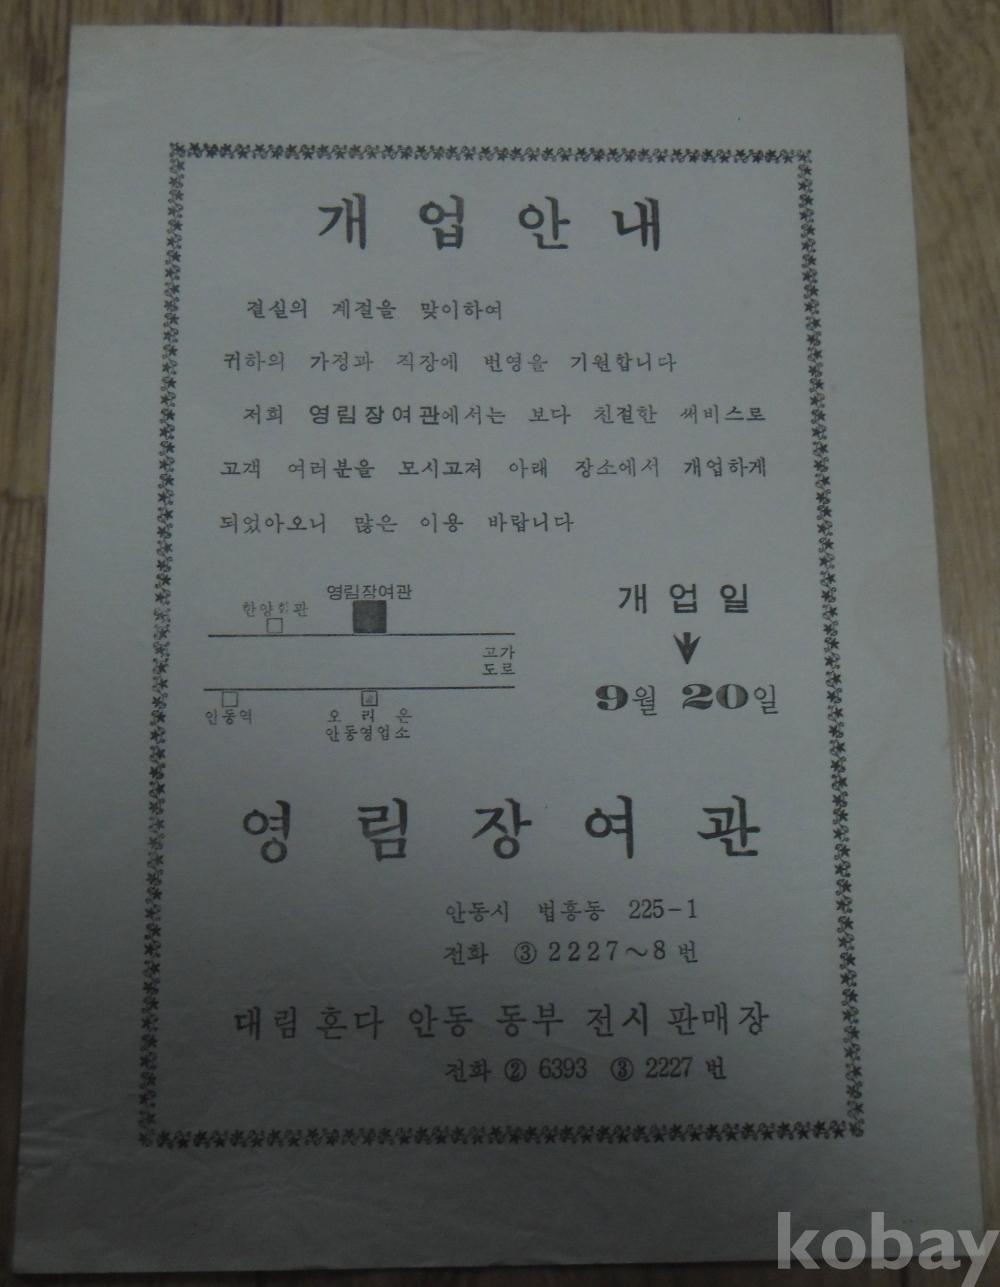 개업안내
결실의 계절을 맞이하여
귀하의 가정과 직장에 번영을 기원합니다
저희 영림장여관에서는 보다 친절한 써비스로
고객 여러분을 모시고져 아래 장소에서 개업하게
되었아오니 많은 이용 바랍니다
영림장여관
한양회관
고가
도로
안동역
오리온
안동영업소
개업일
9월 20일
영림장여관
안동시 법흥동 225-1
전화 ③ 2227~8 번
대림혼다 안동 동부 전시판매장
전화 ② 6393 ③ 2227 번
kobay